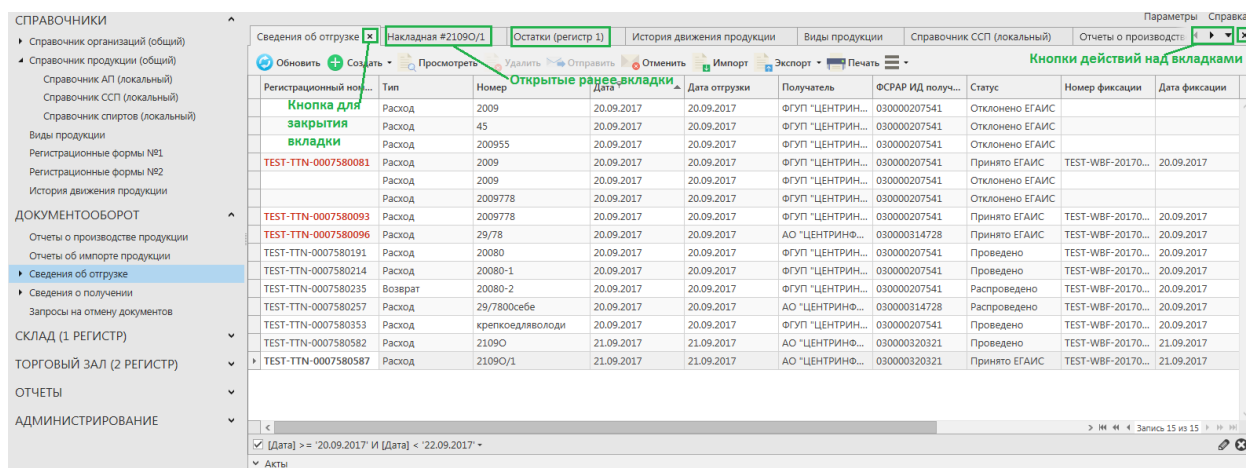 Параметры Справка
СПРАВОЧНИКИ
Справочник организаций (общий)
Справочник продукции (общий)
Справочник АП (локальный)
Справочник ССП (локальный)
Справочник спиртов (локальный)
Виды продукции
Регистрационные формы №1
Регистрационные формы №2
История движения продукции
ДОКУМЕНТООБОРОТ
Отчеты о производстве продукции
Отчеты об импорте продукции
Сведения об отгрузке
Сведения о получении
Запросы на отмену документов
СКЛАД (1 РЕГИСТР)
ТОРГОВЫЙ ЗАЛ (2 РЕГИСТР)
ОТЧЕТЫ
АДМИНИСТРИРОВАНИЕ
Сведения об отгрузке Накладная #2109О/1 Остатки (регистр 1) История движения продукции Виды продукции Справочник ССП (локальный) Отчеты о производств
Обновить Создать Просмотреть Удалить Отправить Отменить Импорт Экспорт Печать
Кнопки действий над вкладками
Открытые ранее вкладки
Кнопка для
закрытия
вкладки
Регистрационный ном... Тип Номер Дата Дата отгрузки Получатель ФСРАР ИД получ... Статус Номер фиксации Дата фиксации
Расход 2009 20.09.2017 20.09.2017 ФГУП "ЦЕНТРИН... 030000207541 Отклонено ЕГАИС
Расход 45 20.09.2017 20.09.2017 ФГУП "ЦЕНТРИН... 030000207541 Отклонено ЕГАИС
Расход 200955 20.09.2017 20.09.2017 ФГУП "ЦЕНТРИН... 030000207541 Отклонено ЕГАИС
TEST-TTN-0007580081 Расход 2009 20.09.2017 20.09.2017 ФГУП "ЦЕНТРИН... 030000207541 Принято ЕГАИС TEST-WBF-20170... 20.09.2017
Расход 2009 20.09.2017 20.09.2017 ФГУП "ЦЕНТРИН... 030000207541 Отклонено ЕГАИС
Расход 2009778 20.09.2017 20.09.2017 ФГУП "ЦЕНТРИН... 030000207541 Отклонено ЕГАИС
TEST-TTN-0007580093 Расход 2009778 20.09.2017 20.09.2017 ФГУП "ЦЕНТРИН... 030000207541 Принято ЕГАИС TEST-WBF-20170... 20.09.2017
TEST-TTN-0007580096 Расход 29/78 20.09.2017 20.09.2017 АО "ЦЕНТРИНФ... 030000314728 Принято ЕГАИС TEST-WBF-20170... 20.09.2017
TEST-TTN-0007580191 Расход 20080 20.09.2017 20.09.2017 ФГУП "ЦЕНТРИН... 030000207541 Проведено TEST-WBF-20170... 20.09.2017
TEST-TTN-0007580214 Расход 20080-1 20.09.2017 20.09.2017 ФГУП "ЦЕНТРИН... 030000207541 Проведено TEST-WBF-20170... 20.09.2017
TEST-TTN-0007580235 Возврат 20080-2 20.09.2017 20.09.2017 ФГУП "ЦЕНТРИН... 030000207541 Распроведено TEST-WBF-20170... 20.09.2017
TEST-TTN-0007580257 Расход 29/7800себе 20.09.2017 20.09.2017 АО "ЦЕНТРИНФ... 030000314728 Распроведено TEST-WBF-20170... 20.09.2017
TEST-TTN-0007580353 Расход крепкоедляволоди 20.09.2017 20.09.2017 ФГУП "ЦЕНТРИН... 030000207541 Проведено TEST-WBF-20170... 20.09.2017
TEST-TTN-0007580582 Расход 2109О 21.09.2017 21.09.2017 АО "ЦЕНТРИНФ... 030000320321 Проведено TEST-WBF-20170... 21.09.2017
TEST-TTN-0007580587 Расход 2109О/1 21.09.2017 21.09.2017 АО "ЦЕНТРИНФ... 030000320321 Принято ЕГАИС TEST-WBF-20170... 21.09.2017
Запись 15 из 15
[Дата] >= '20.09.2017' И [Дата] < '22.09.2017'
Акты